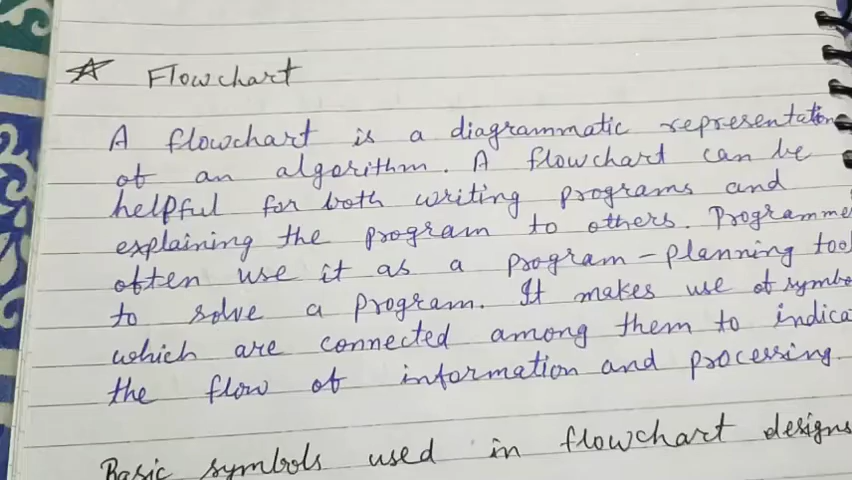 ☆ Flowchart
A flowchart is a diagrammatic representation
of an algorithm. A flowchart can be
helpful for both writing programs and
explaining the program to others. Programme
often use it as a program-planning tool
to solve a program. It makes use of symbo
which are connected among them to indica
the flow of information and processing.
Basic symbols used in flowchart designs